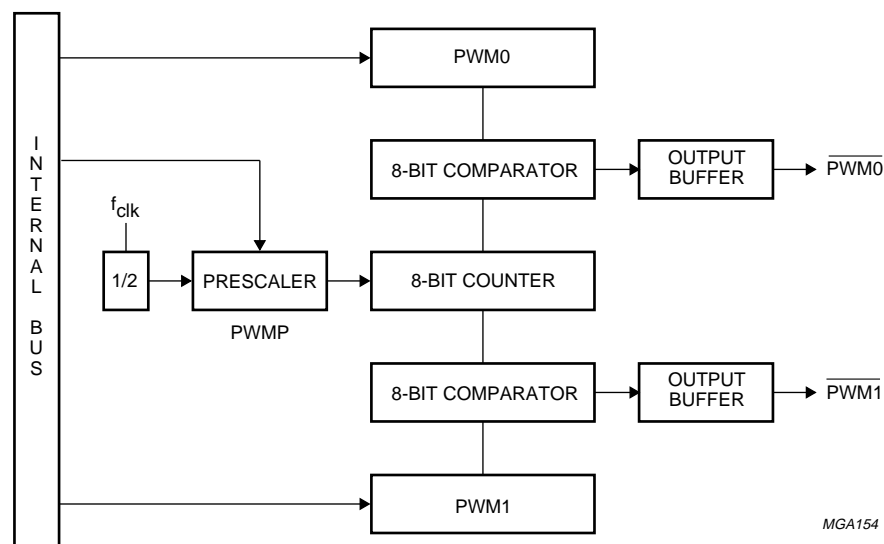 INTERNAL BUS
PWM0
8-BIT COMPARATOR
OUTPUT
BUFFER
PWM0
fclk
1/2
PRESCALER
8-BIT COUNTER
PWMP
8-BIT COMPARATOR
OUTPUT
BUFFER
PWM1
PWM1
MGA154